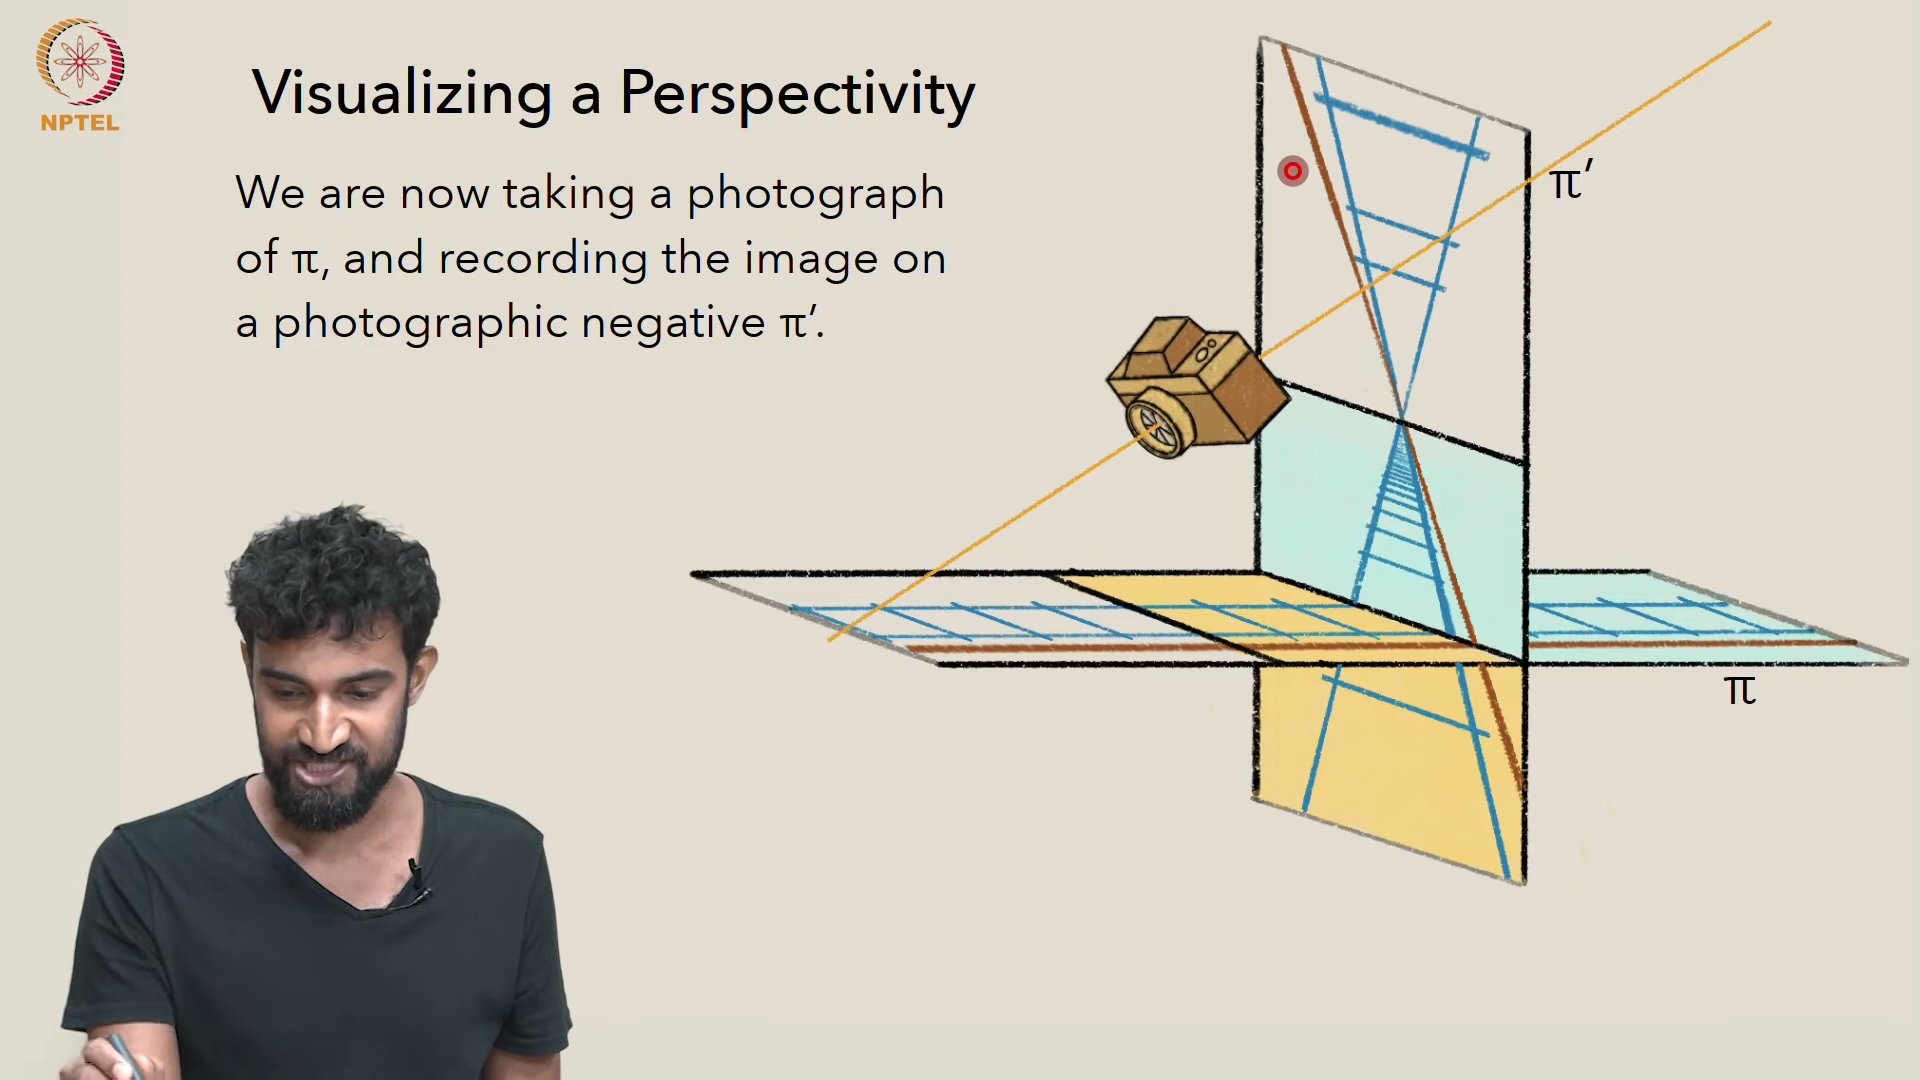 NPTEL
Visualizing a Perspectivity
We are now taking a photograph
of π, and recording the image on
a photographic negative π’.
π’
π